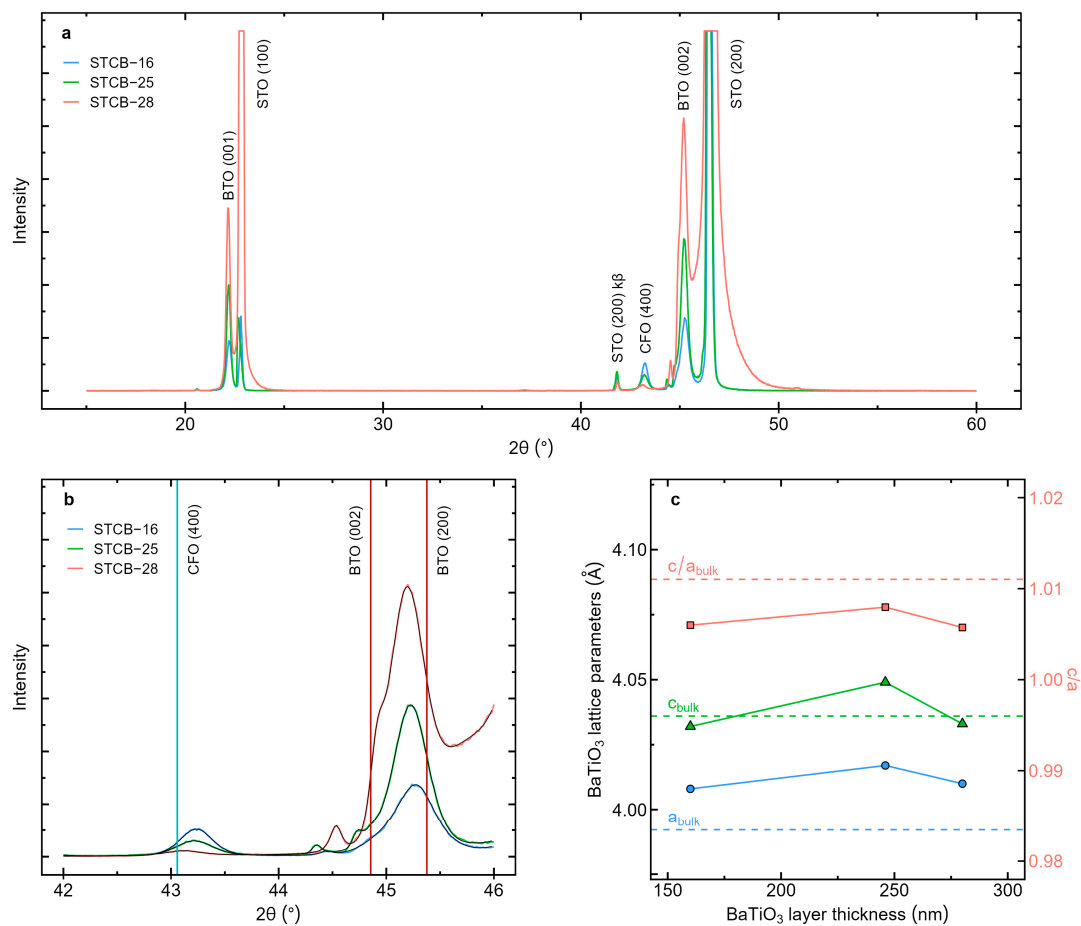 a
STCB−16
STCB−25
STCB−28
BTO (001)
STO (100)
STO (200) kβ
CFO (400)
BTO (002)
STO (200)
Intensity
20
30
40
50
60
2θ (°)
b
STCB−16
STCB−25
STCB−28
CFO (400)
BTO (002)
BTO (200)
Intensity
42
43
44
45
46
2θ (°)
c
c/a bulk
c bulk
a bulk
4.10
4.05
4.00
BaTiO₃ lattice parameters (Å)
1.02
1.01
1.00
0.99
0.98
c/a
150
200
250
300
BaTiO₃ layer thickness (nm)